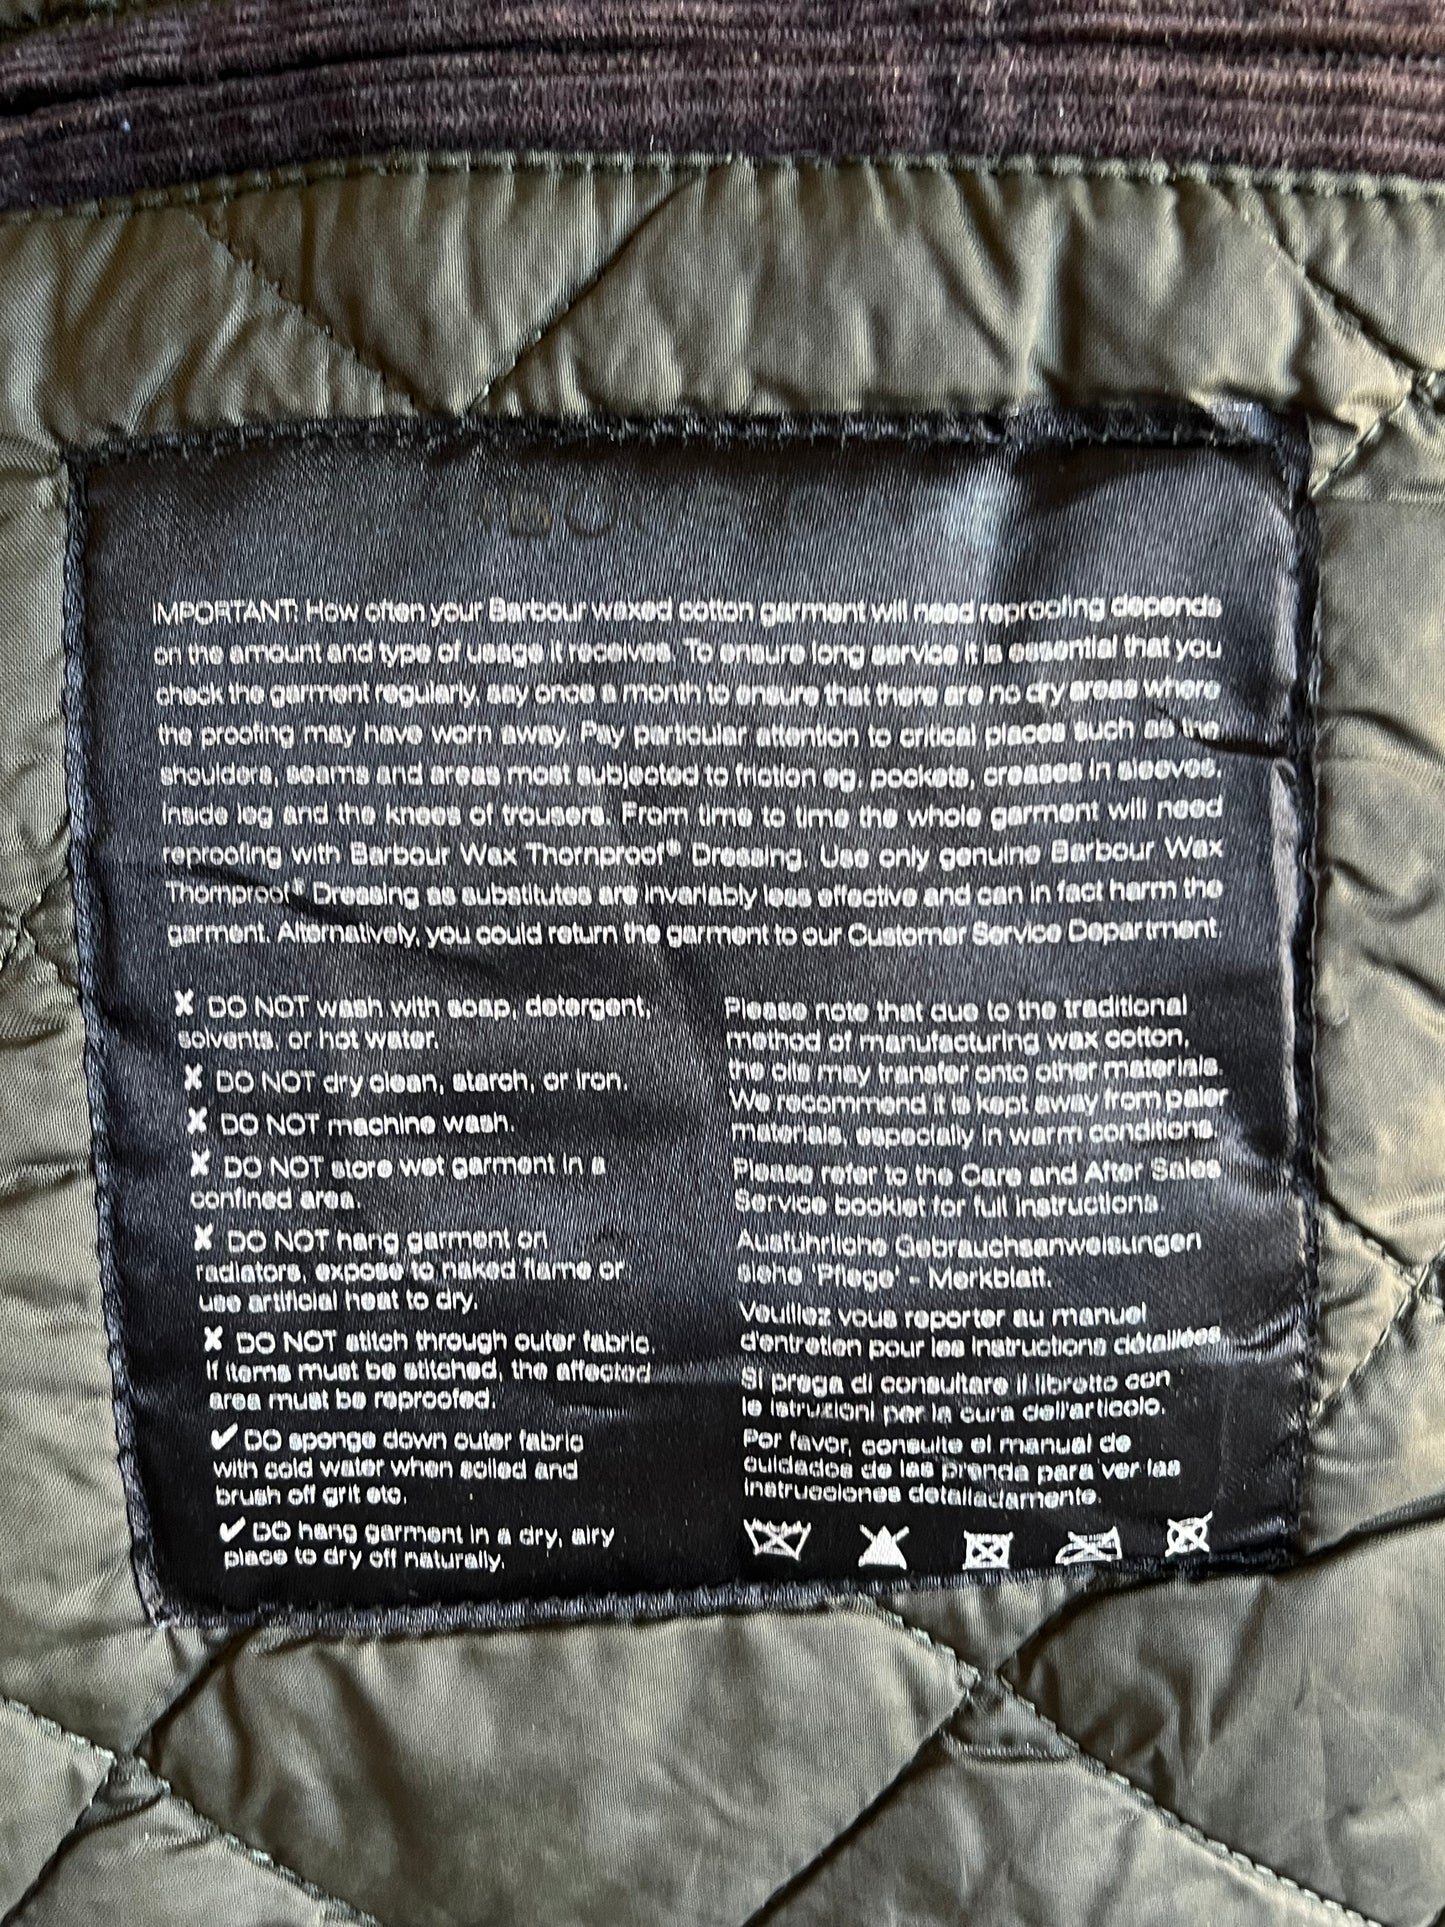 IMPORTANT: How often your Barbour waxed cotton garment will need reproofing depends
on the amount and type of usage it receives. To ensure long service it is essential that you
check the garment regularly, say once a month to ensure that there are no dry areas where
the proofing may have worn away. Pay particular attention to critical places such as the
shoulders, seams and areas most subjected to friction eg. pockets, creases in sleeves,
inside leg and the knees of trousers. From time to time the whole garment will need
reproofing with Barbour Wax Thornproof® Dressing. Use only genuine Barbour Wax
Thornproof® Dressing as substitutes are invariably less effective and can in fact harm the
garment. Alternatively, you could return the garment to our Customer Service Department.
✘ DO NOT wash with soap, detergent,
solvents, or hot water.
✘ DO NOT dry clean, starch, or iron.
✘ DO NOT machine wash.
✘ DO NOT store wet garment in a
confined area.
✘ DO NOT hang garment on
radiators, expose to naked flame or
use artificial heat to dry.
✘ DO NOT stitch through outer fabric.
If items must be stitched, the affected
area must be reproofed.
✔ DO sponge down outer fabric
with cold water when soiled and
brush off grit etc.
✔ DO hang garment in a dry, airy
place to dry off naturally.
Please note that due to the traditional
method of manufacturing wax cotton,
the oils may transfer onto other materials.
We recommend it is kept away from paler
materials, especially in warm conditions.
Please refer to the Care and After Sales
Service booklet for full instructions.
Ausführliche Gebrauchsanweisungen
siehe 'Pflege' - Merkblatt.
Veuillez vous reporter au manuel
d'entretien pour les instructions détaillées
Si prega di consultare il libretto con
le istruzioni per la cura dell'articolo.
Por favor, consulte el manual de
cuidados de las prenda para ver las
instrucciones detalladamente.